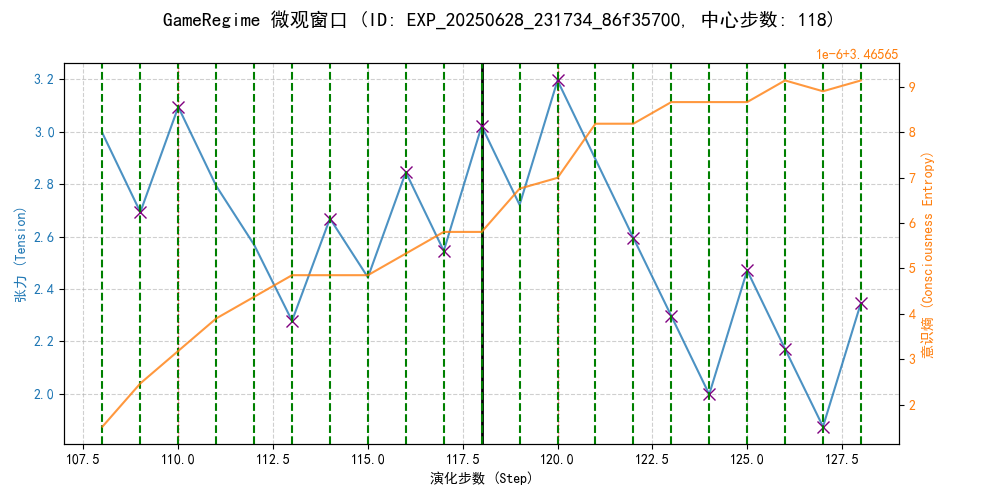 GameRegime 微观窗口 (ID: EXP_20250628_231734_86f35700, 中心步数: 118)
1e-6+3.46565
3.2
3.0
2.8
2.6
2.4
2.2
2.0
张力 (Tension)
9
8
7
6
5
4
3
2
意识熵 (Consciousness Entropy)
107.5 110.0 112.5 115.0 117.5 120.0 122.5 125.0 127.5
演化步数 (Step)